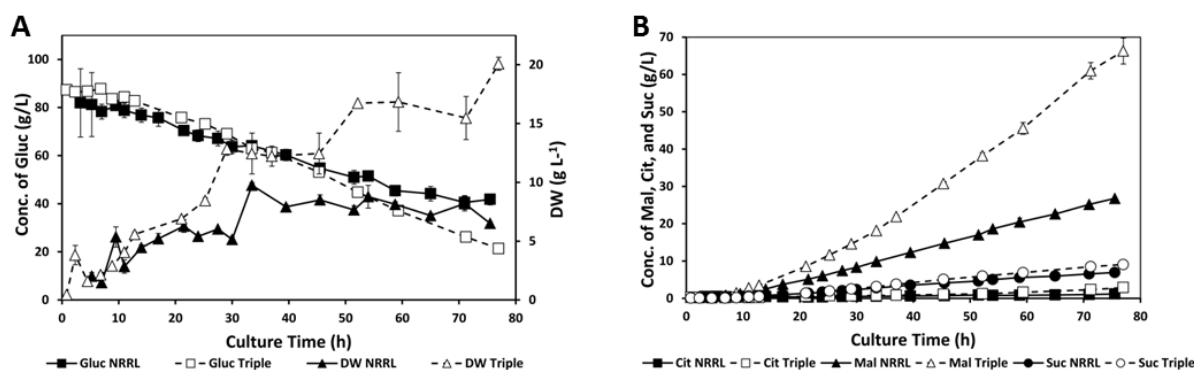 A
100
80
60
40
20
0
Conc. of Gluc (g/L)
20
15
10
5
0
DW (g L-1)
0 10 20 30 40 50 60 70 80
Culture Time (h)
Gluc NRRL Gluc Triple DW NRRL DW Triple
B
70
60
50
40
30
20
10
0
Conc. of Mal, Cit, and Suc (g/L)
0 10 20 30 40 50 60 70 80
Culture Time (h)
Cit NRRL Cit Triple Mal NRRL Mal Triple Suc NRRL Suc Triple